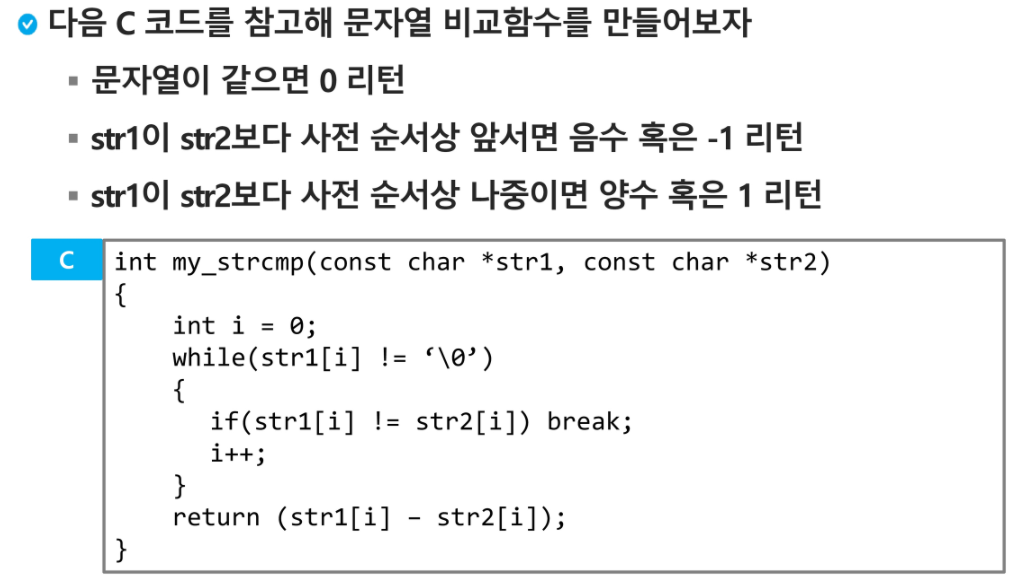 다음 C 코드를 참고해 문자열 비교함수를 만들어보자
▪ 문자열이 같으면 0 리턴
▪ str1이 str2보다 사전 순서상 앞서면 음수 혹은 -1 리턴
▪ str1이 str2보다 사전 순서상 나중이면 양수 혹은 1 리턴
C
int my_strcmp(const char *str1, const char *str2)
{
    int i = 0;
    while(str1[i] != ‘\0’)
    {
        if(str1[i] != str2[i]) break;
        i++;
    }
    return (str1[i] – str2[i]);
}